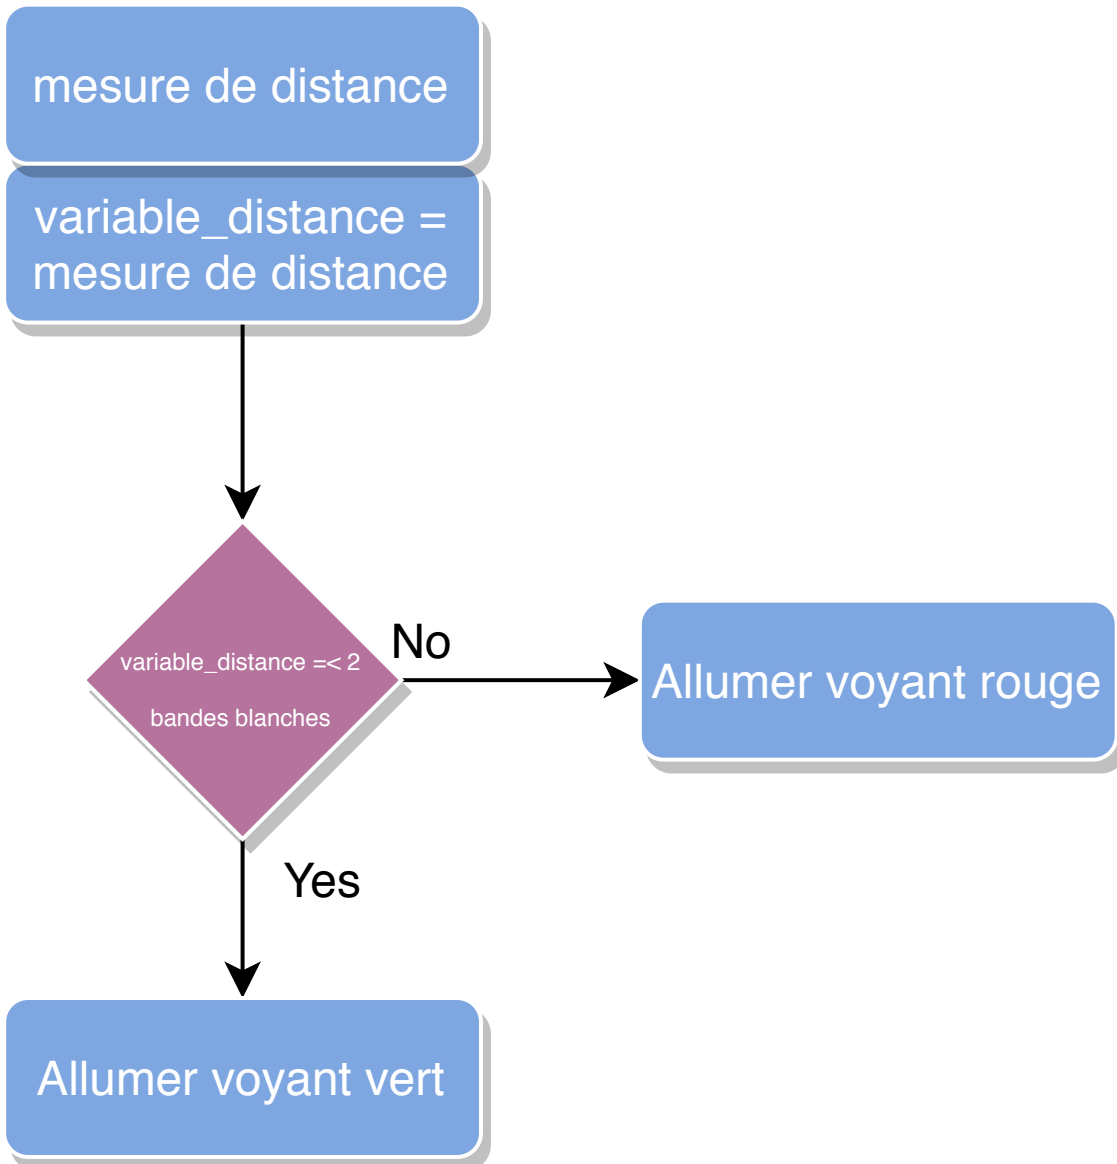 mesure de distance
variable_distance =
mesure de distance
variable_distance =< 2
bandes blanches
No
Allumer voyant rouge
Yes
Allumer voyant vert